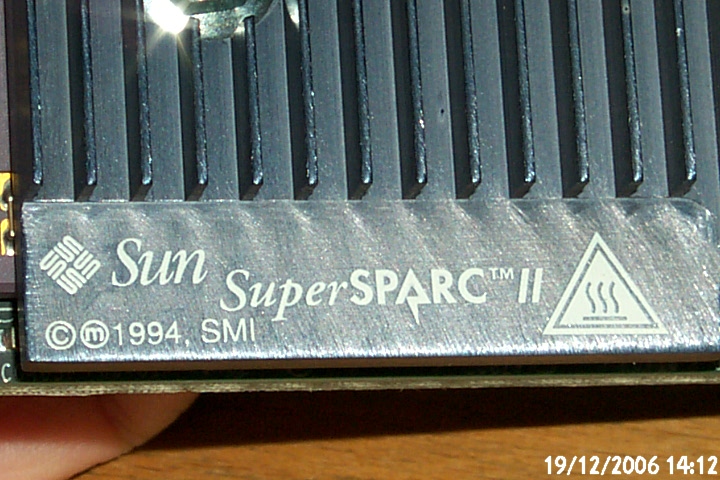 Sun SuperSPARC™ II
©ⓜ1994, SMI
C
19/12/2006 14:12